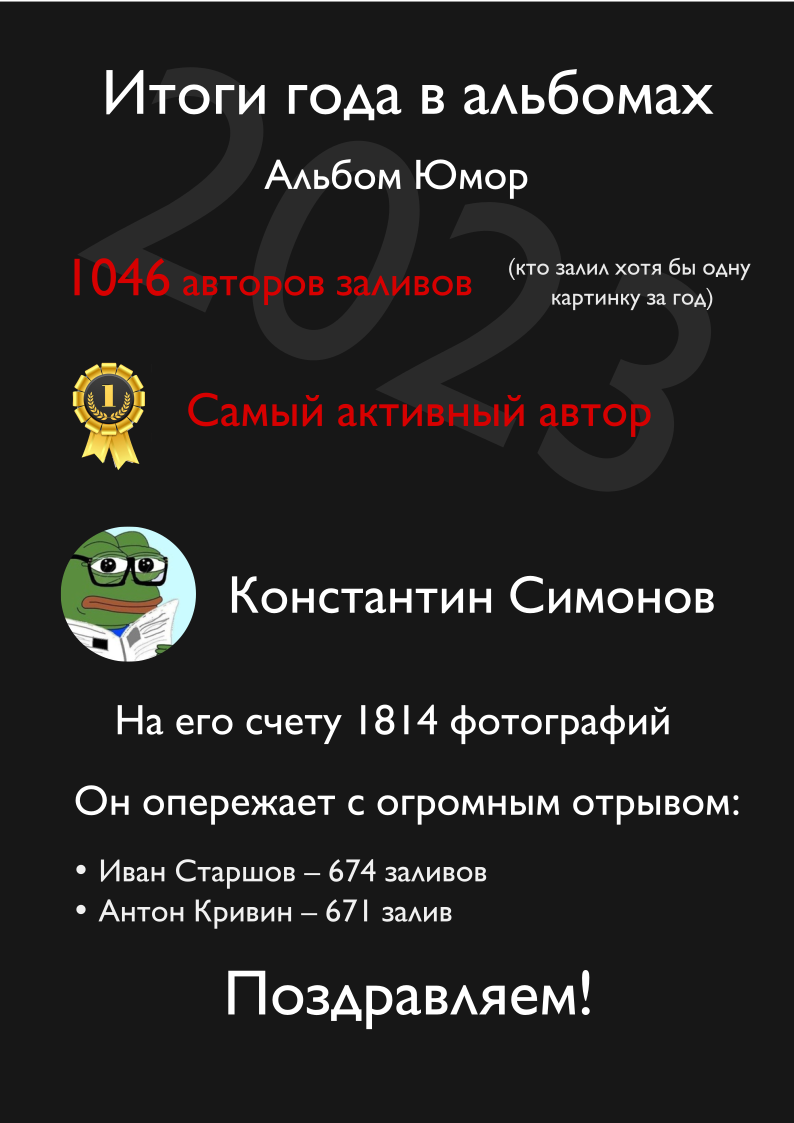 2023
Итоги года в альбомах
Альбом Юмор
1046 авторов заливов
(кто залил хотя бы одну
картинку за год)
1
Самый активный автор
Константин Симонов
На его счету 1814 фотографий
Он опережает с огромным отрывом:
• Иван Старшов – 674 заливов
• Антон Кривин – 671 залив
Поздравляем!